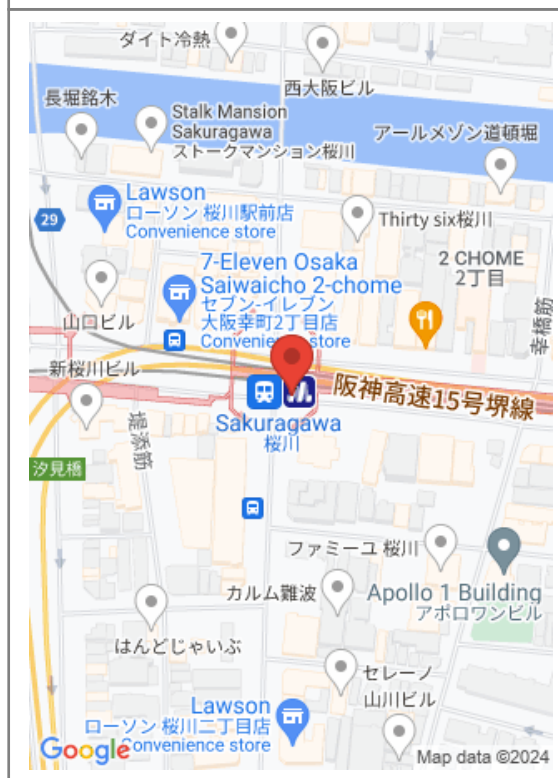 ダイト冷熱
西大阪ビル
長堀銘木
Stalk Mansion
Sakuragawa
ストークマンション桜川
アールメゾン道頓堀
Lawson
ローソン 桜川駅前店
Convenience store
29
Thirty six桜川
2 CHOME
2丁目
7-Eleven Osaka
Saiwaicho 2-chome
セブン-イレブン
大阪幸町2丁目店
Convenience store
山口ビル
幸橋筋
新桜川ビル
阪神高速15号堺線
Sakuragawa
桜川
堤添筋
汐見橋
ファミーユ 桜川
カルム難波
Apollo 1 Building
アポロワンビル
はんどじゃいぶ
セレーノ
山川ビル
Lawson
ローソン 桜川二丁目店
Convenience store
Google
Map data ©2024